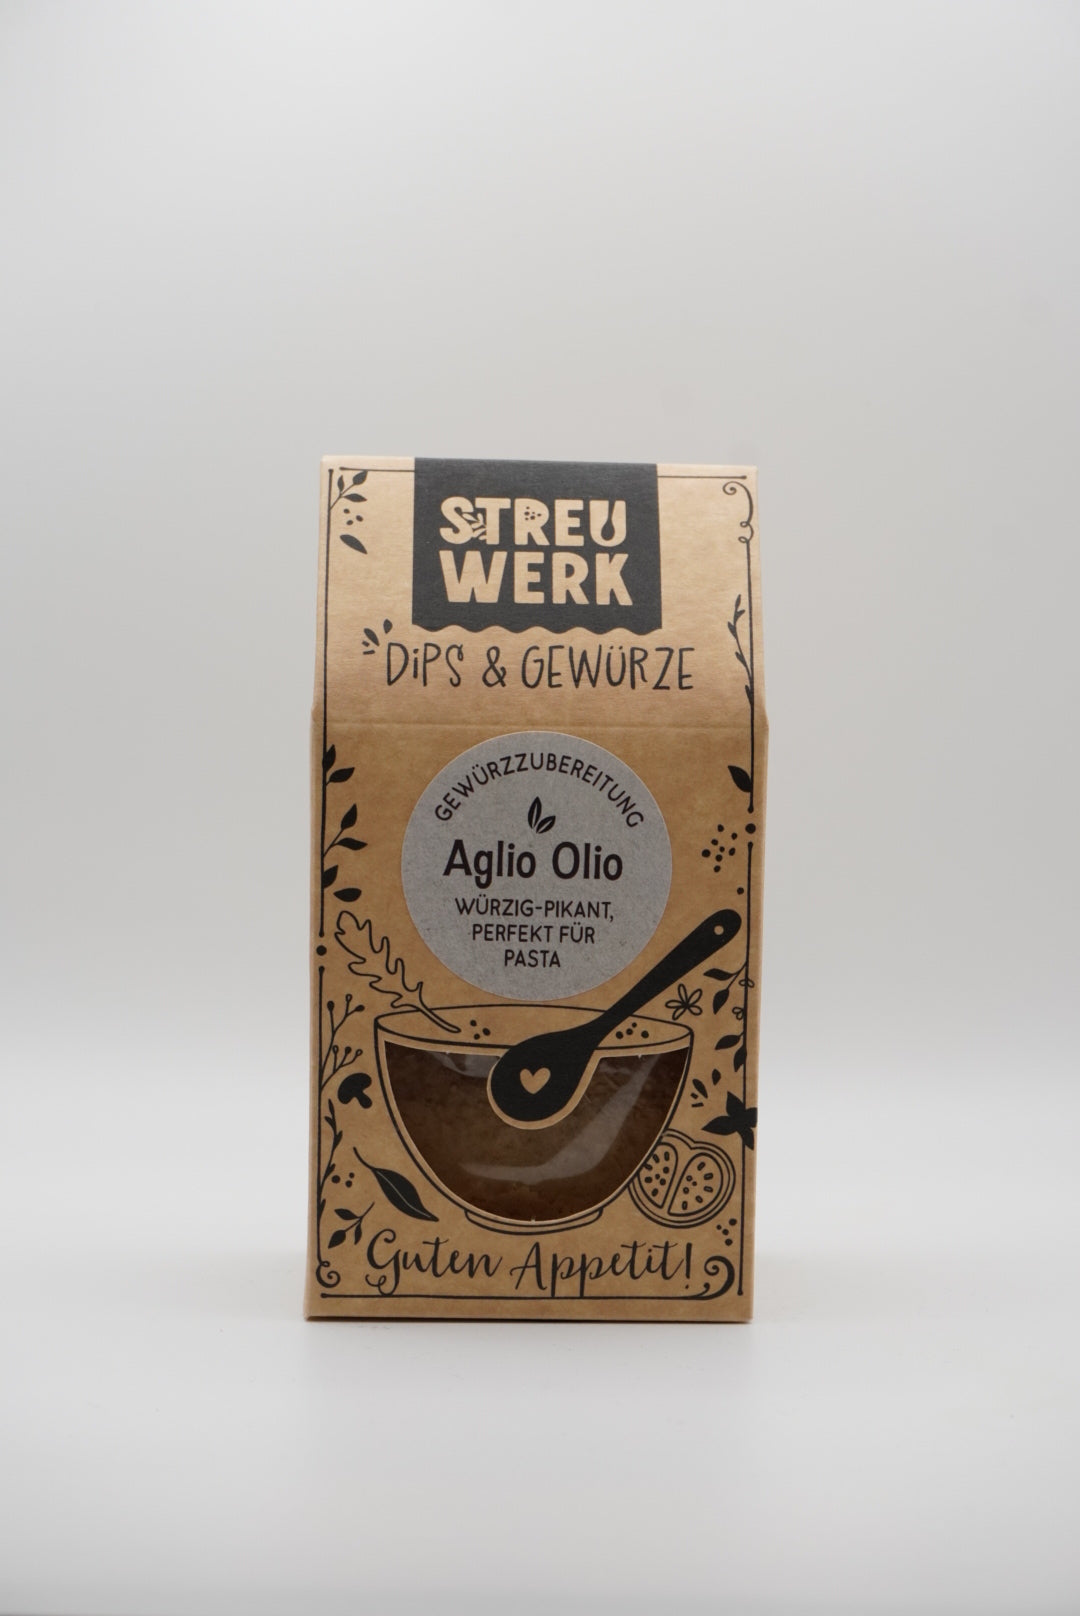 STREU
WERK
DiPS & GEWÜRZE
GEWÜRZZUBEREITUNG
Aglio Olio
WÜRZIG-PIKANT,
PERFEKT FÜR
PASTA
Guten Appetit!